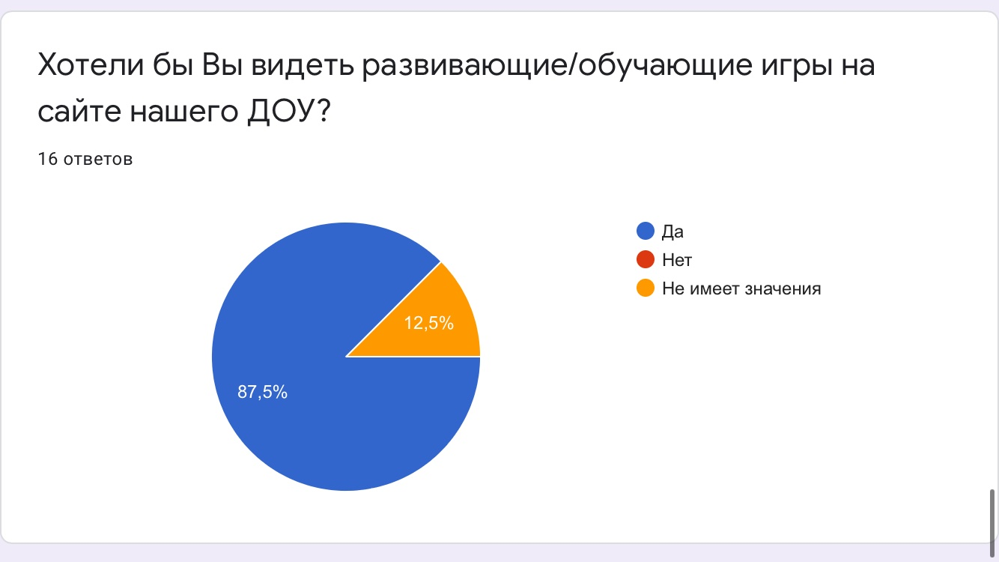 Хотели бы Вы видеть развивающие/обучающие игры на
сайте нашего ДОУ?
16 ответов
Да
Нет
Не имеет значения
12,5%
87,5%